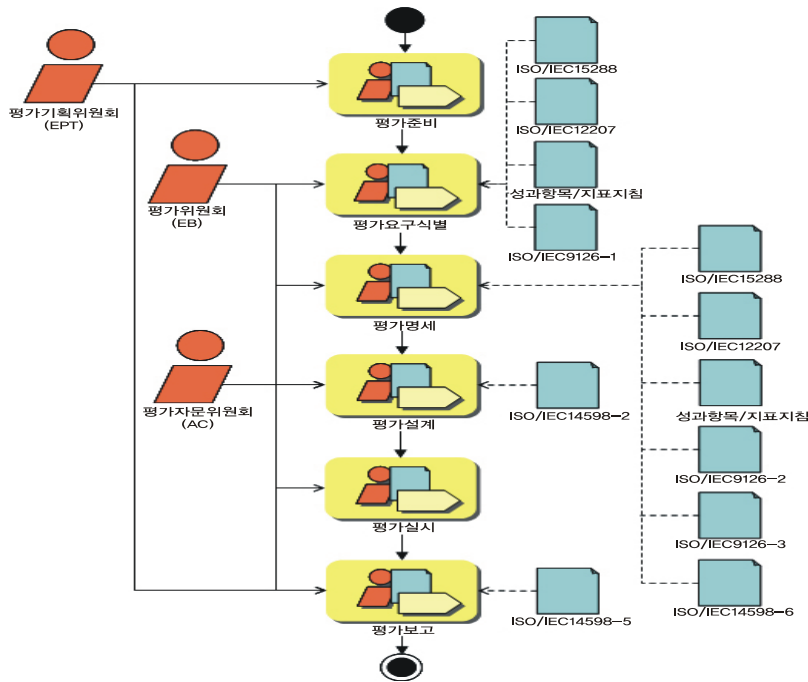 ISO/IEC15288
평가기획위원회
(EPT)
평가준비
ISO/IEC12207
평가위원회
(EB)
평가요구식별
성과항목/지표지침
ISO/IEC9126-1
ISO/IEC15288
평가명세
ISO/IEC12207
평가자문위원회
(AC)
평가설계
ISO/IEC14598-2
성과항목/지표지침
ISO/IEC9126-2
평가실시
ISO/IEC9126-3
평가보고
ISO/IEC14598-5
ISO/IEC14598-6